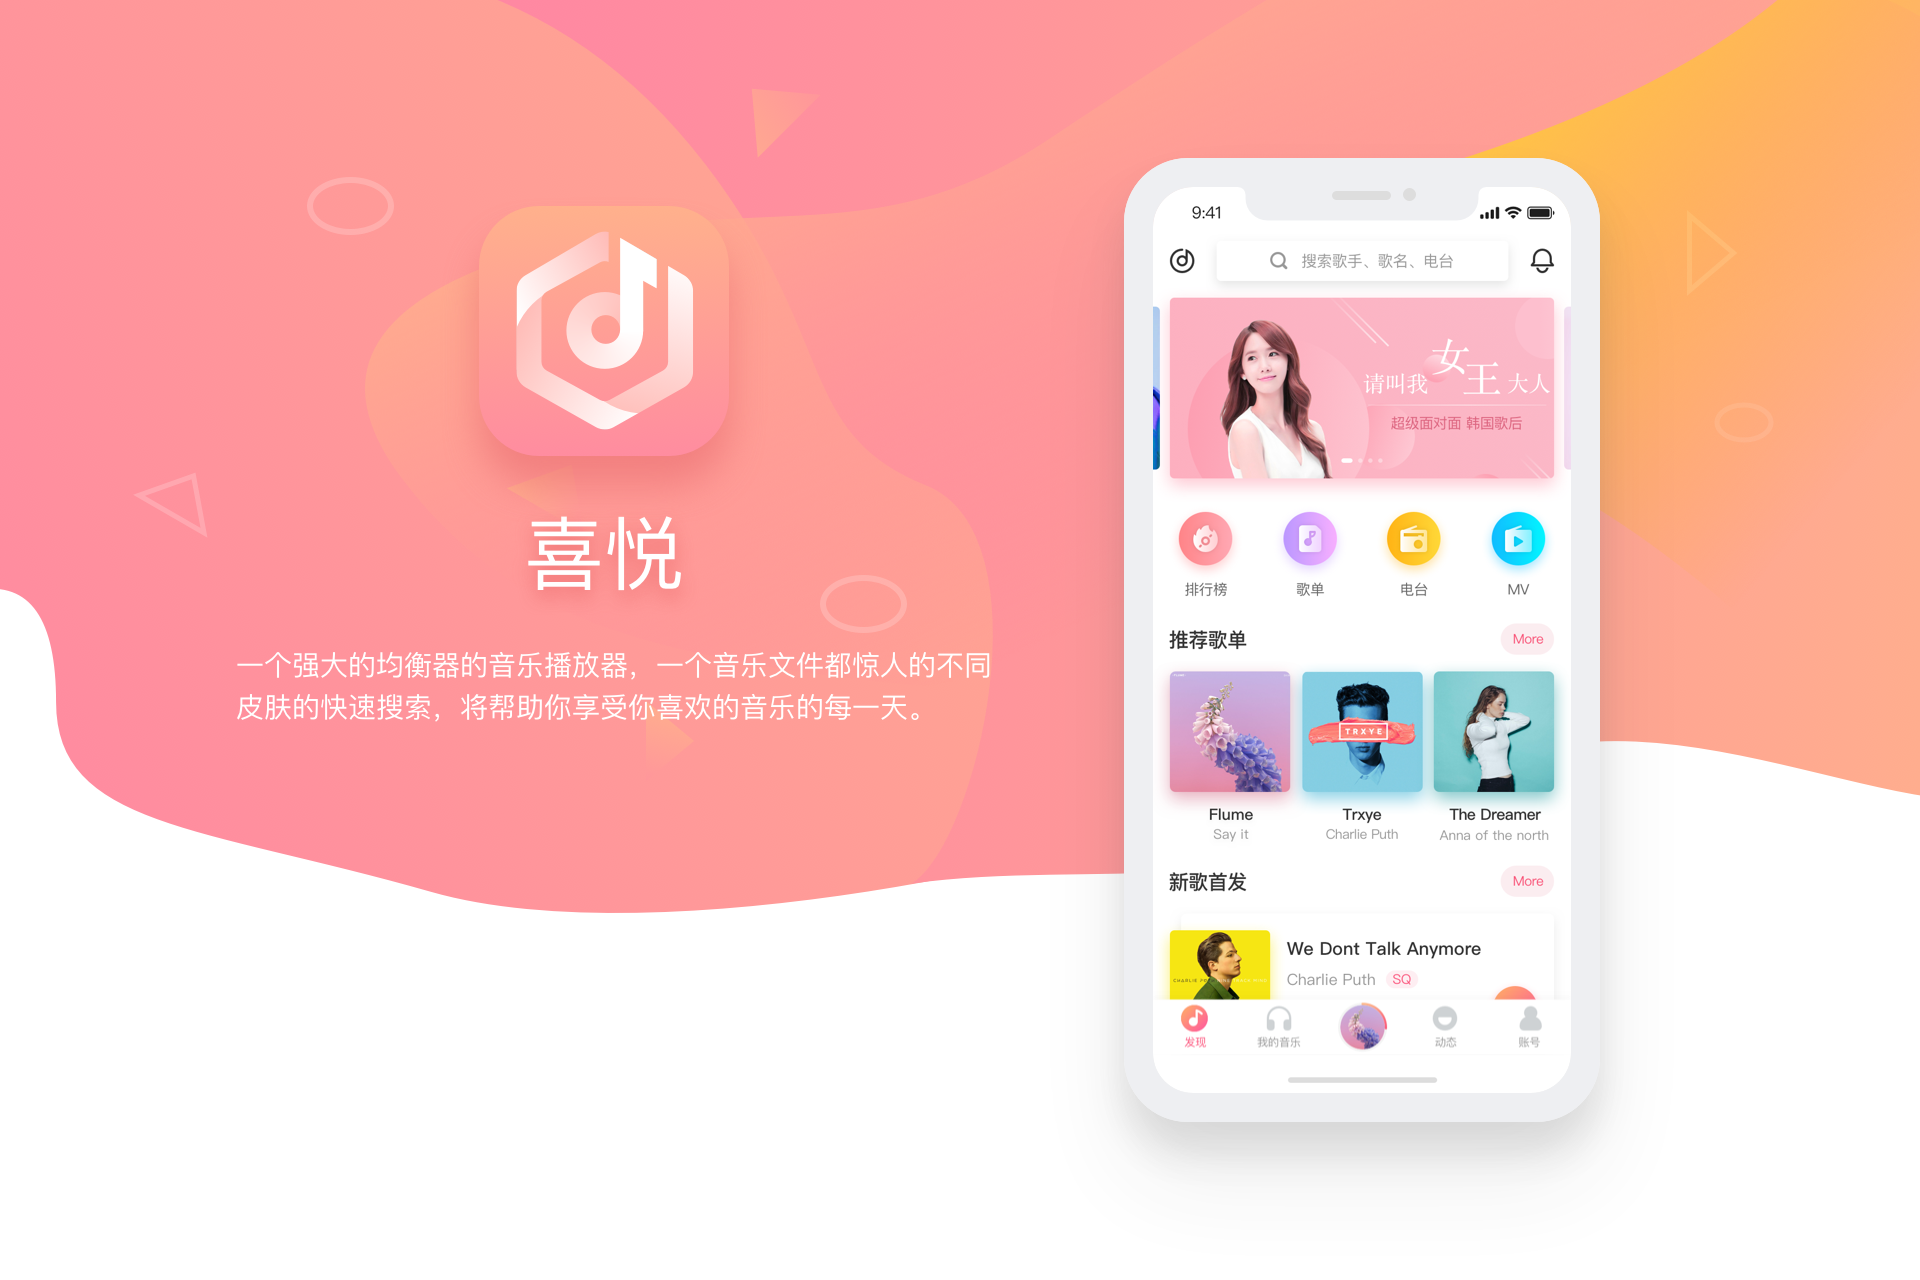 喜悦
一个强大的均衡器的音乐播放器，一个音乐文件都惊人的不同
皮肤的快速搜索，将帮助你享受你喜欢的音乐的每一天。
9:41
搜索歌手、歌名、电台
请叫我女王大人
超级面对面 韩国歌后
排行榜
歌单
电台
MV
推荐歌单
More
TRXYE
Flume
Trxye
The Dreamer
Say it
Charlie Puth
Anna of the north
新歌首发
More
We Dont Talk Anymore
Charlie Puth
SQ
CHARLIE PUTH
发现
我的音乐
动态
账号